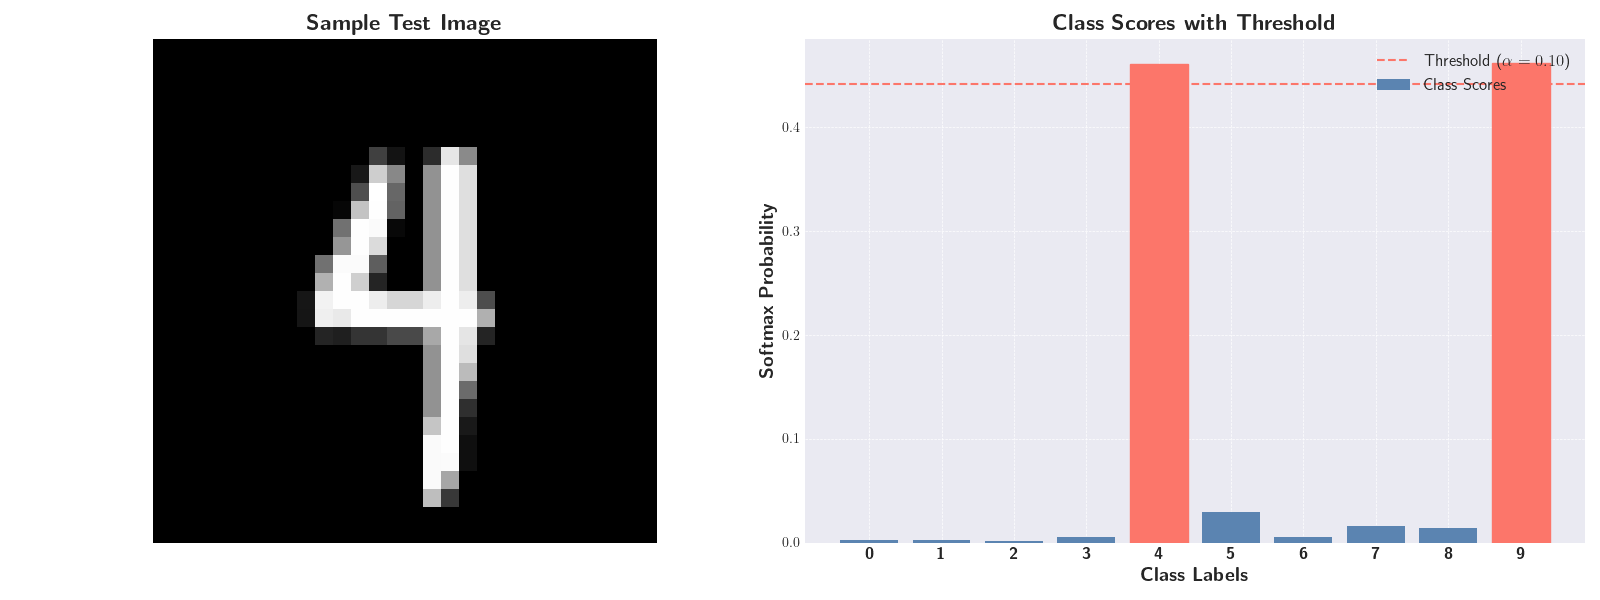 Sample Test Image
4
Class Scores with Threshold
Threshold (α = 0.10)
Class Scores
Softmax Probability
0.4
0.3
0.2
0.1
0.0
0 1 2 3 4 5 6 7 8 9
Class Labels